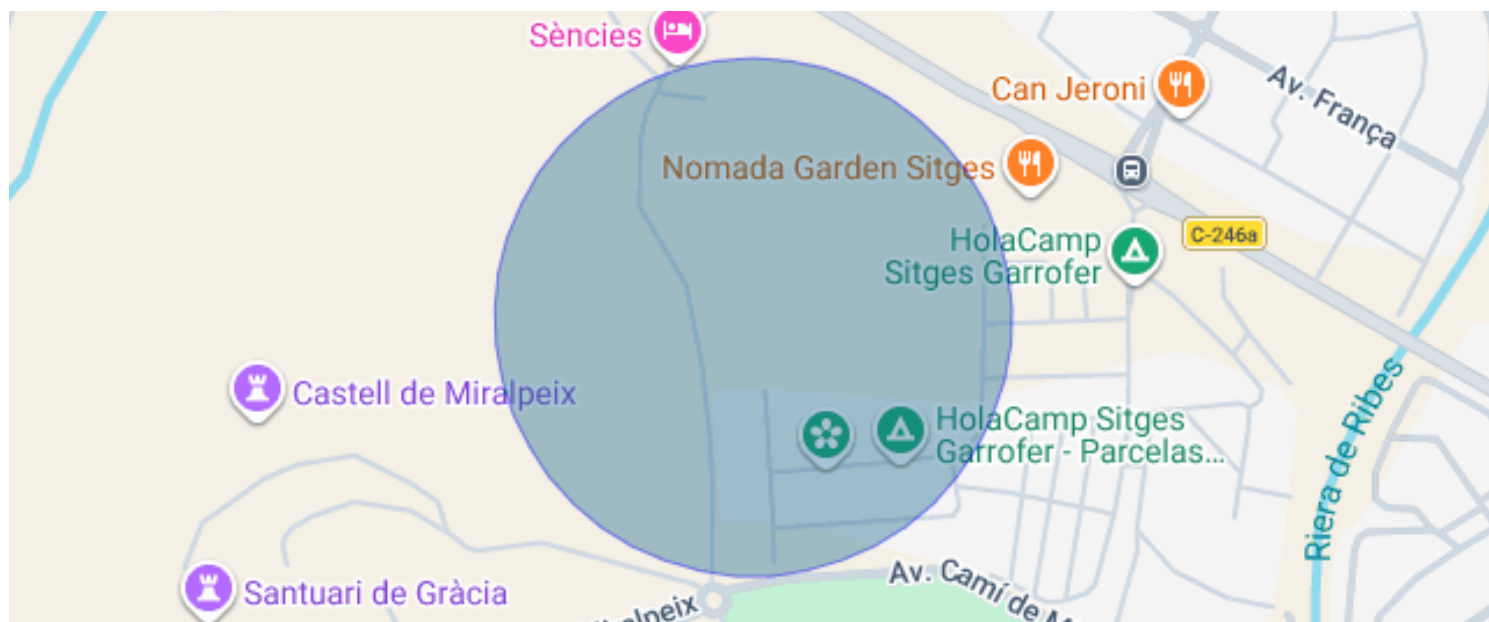 Sències
Can Jeroni
Av. França
Nomada Garden Sitges
C-246a
HolaCamp
Sitges Garrofer
Castell de Miralpeix
HolaCamp Sitges
Garrofer - Parcelas...
Riera de Ribes
Santuari de Gràcia
Av. Camí de M